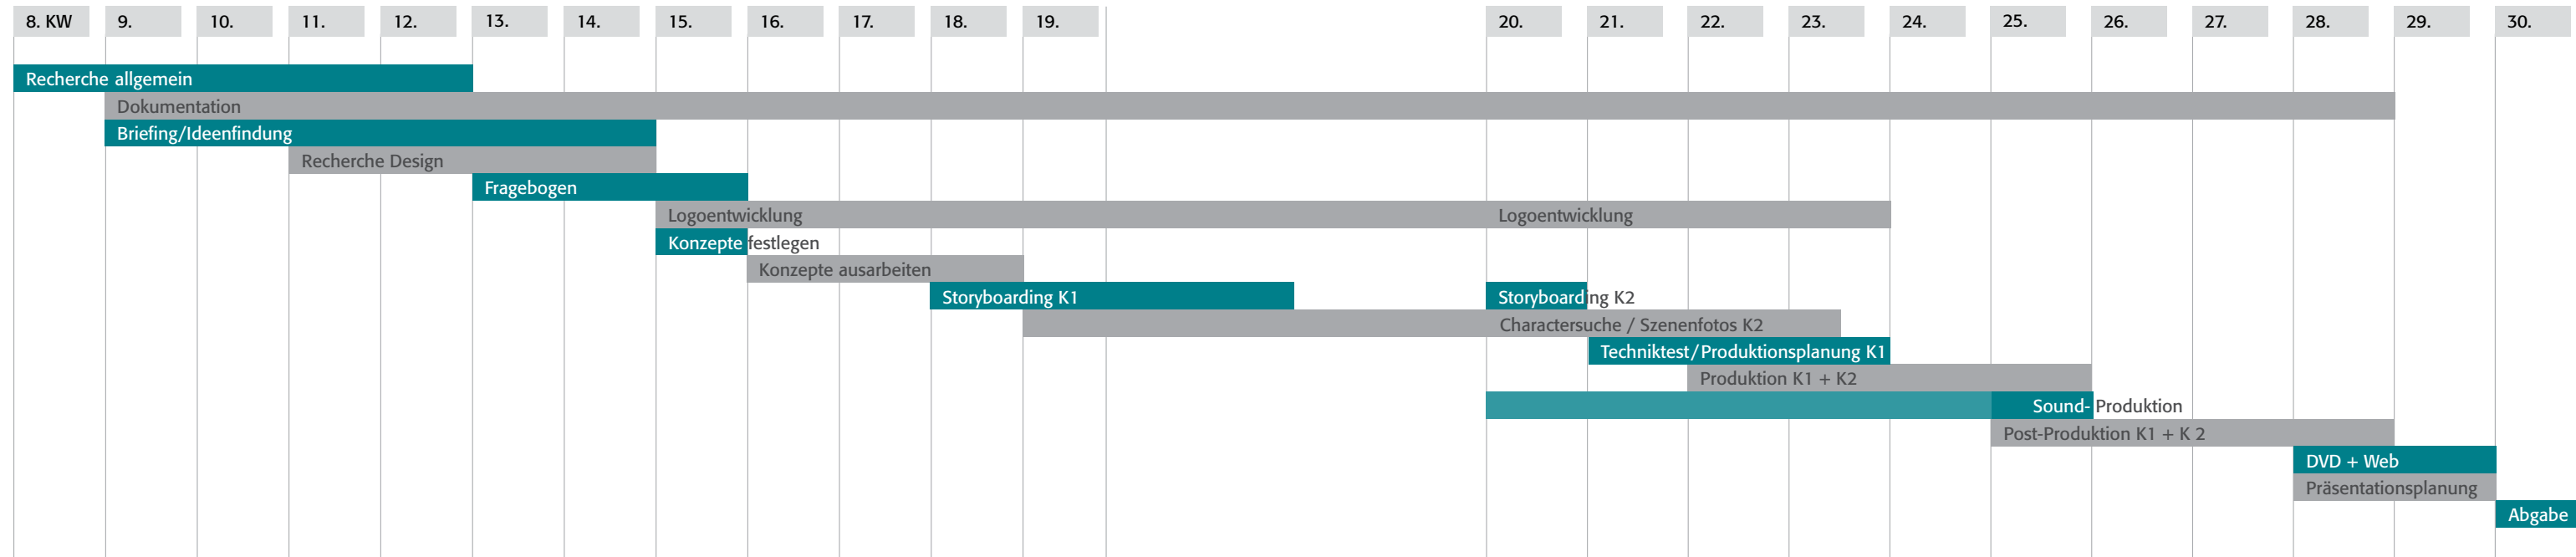 8. KW 9. 10. 11. 12. 13. 14. 15. 16. 17. 18. 19. 20. 21. 22. 23. 24. 25. 26. 27. 28. 29. 30.
Recherche allgemein
Dokumentation
Briefing/Ideenfindung
Recherche Design
Fragebogen
Logoentwicklung Logoentwicklung
Konzepte festlegen
Konzepte ausarbeiten
Storyboarding K1 Storyboarding K2
Charactersuche / Szenenfotos K2
Techniktest/Produktionsplanung K1
Produktion K1 + K2
Sound- Produktion
Post-Produktion K1 + K 2
DVD + Web
Präsentationsplanung
Abgabe